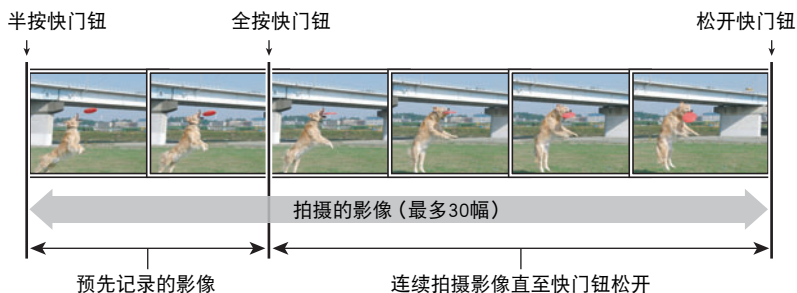 半按快门钮
全按快门钮
松开快门钮
拍摄的影像（最多30幅）
预先记录的影像
连续拍摄影像直至快门钮松开